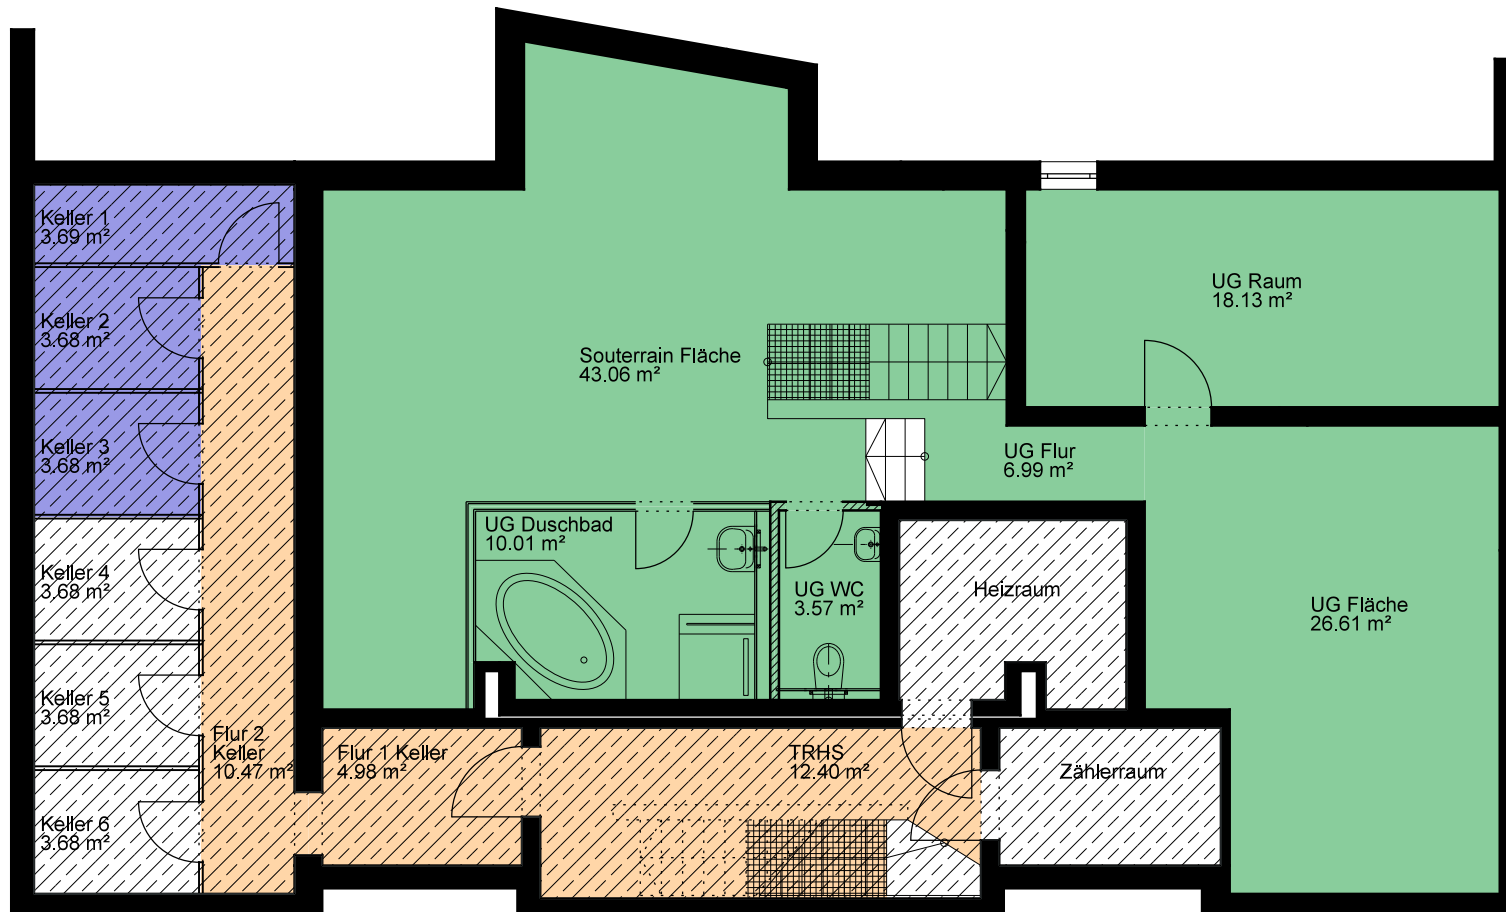 Keller 1
3.69 m²
Keller 2
3.68 m²
Keller 3
3.68 m²
Keller 4
3.68 m²
Keller 5
3.68 m²
Keller 6
3.68 m²
Flur 2
Keller
10.47 m²
Flur 1 Keller
4.98 m²
Souterrain Fläche
43.06 m²
UG Duschbad
10.01 m²
UG WC
3.57 m²
TRHS
12.40 m²
UG Raum
18.13 m²
UG Flur
6.99 m²
Heizraum
UG Fläche
26.61 m²
Zählerraum